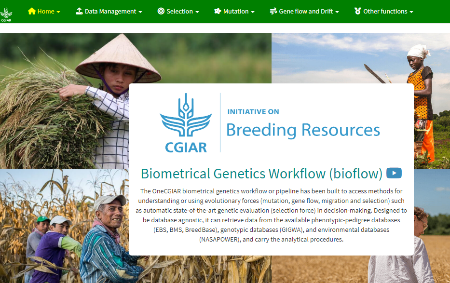 Home
Data Management
Selection
Mutation
Gene flow and Drift
Other functions
CGIAR
INITIATIVE ON
Breeding Resources
CGIAR
Biometrical Genetics Workflow (bioflow)
The OneCGIAR biometrical genetics workflow or pipeline has been built to access methods for
understanding or using evolutionary forces (mutation, gene flow, migration and selection) such
as automatic state-of-the-art genetic evaluation (selection force) in decision-making. Designed to
be database agnostic, it can retrieve data from the available phenotypic-pedigree databases
(EBS, BMS, BreedBase), genotypic databases (GIGWA), and environmental databases
(NASAPOWER), and carry the analytical procedures.